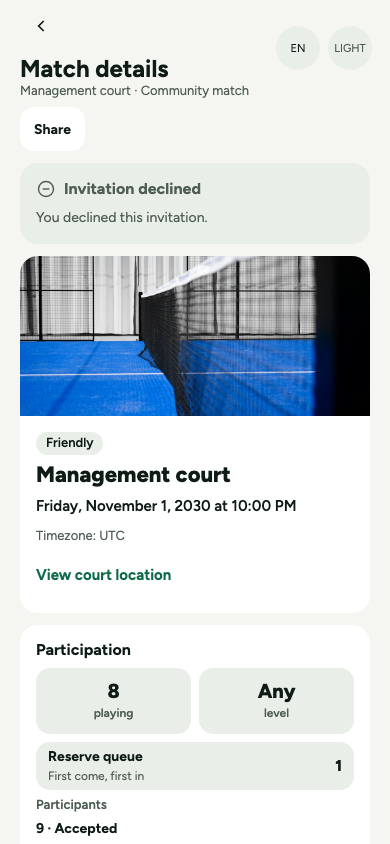 EN
LIGHT
Match details
Management court · Community match
Share
Invitation declined
You declined this invitation.
Friendly
Management court
Friday, November 1, 2030 at 10:00 PM
Timezone: UTC
View court location
Participation
8
playing
Any
level
Reserve queue
First come, first in
1
Participants
9 · Accepted